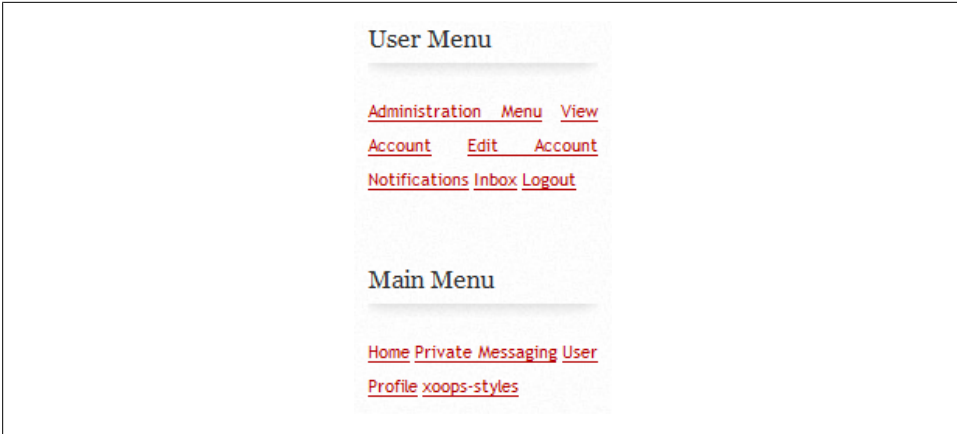 User Menu
Administration Menu View
Account Edit Account
Notifications Inbox Logout
Main Menu
Home Private Messaging User
Profile xoops-styles